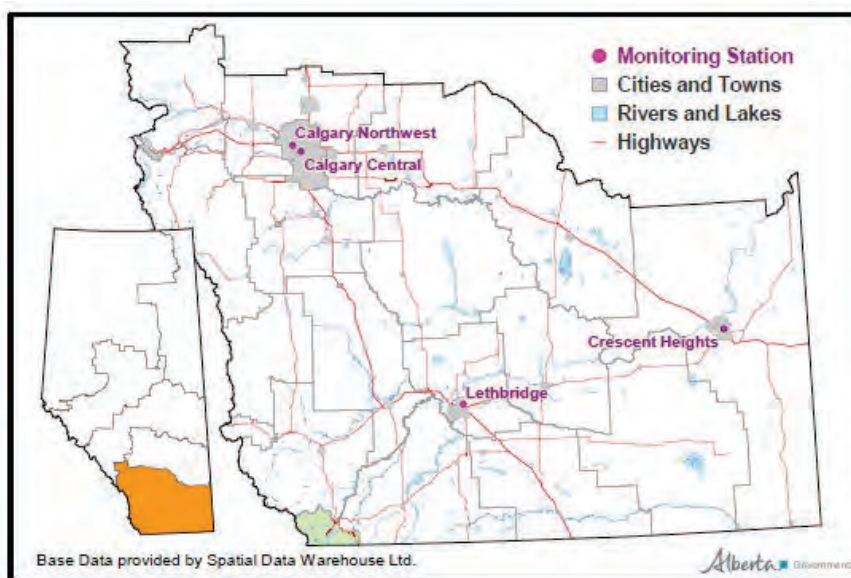 Monitoring Station
Cities and Towns
Rivers and Lakes
Highways
Calgary Northwest
Calgary Central
Crescent Heights
Lethbridge
Base Data provided by Spatial Data Warehouse Ltd.
Alberta Government